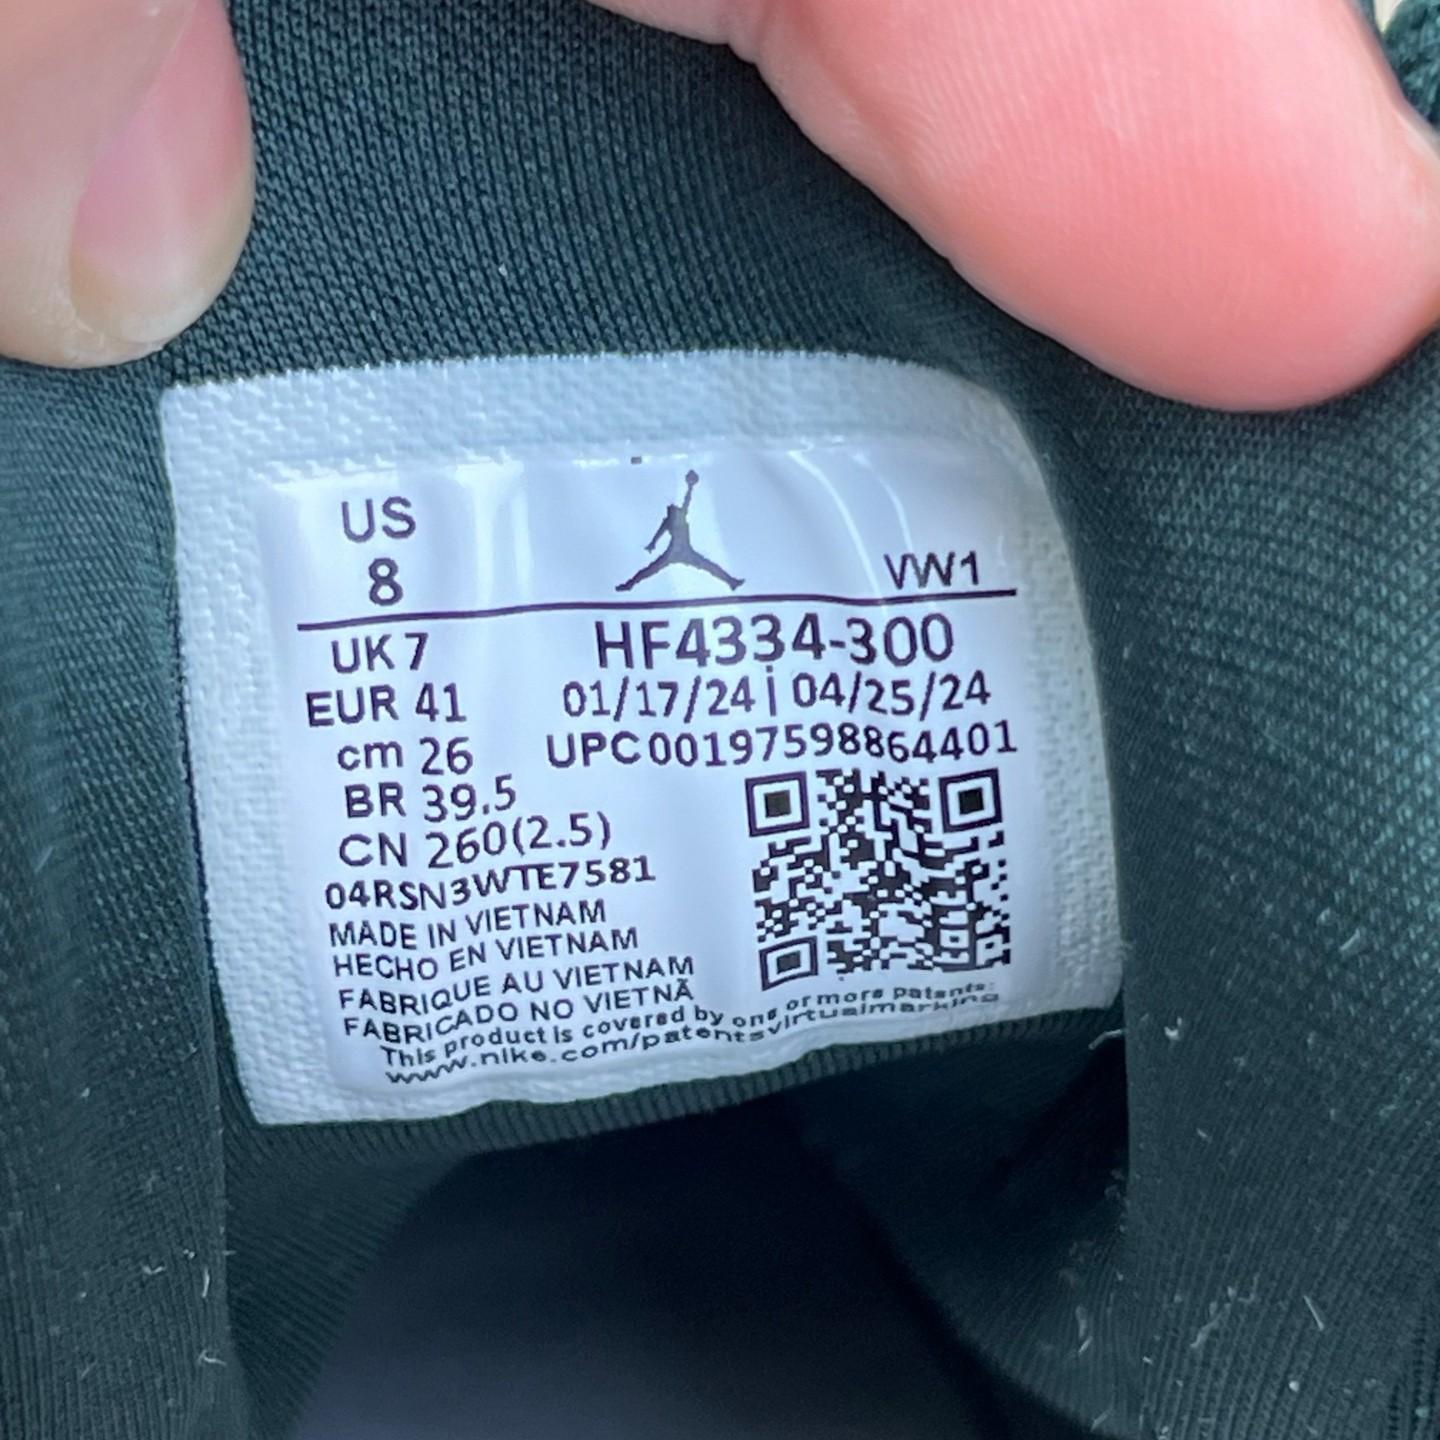 US
8
VW1
UK 7
HF4334-300
EUR 41
01/17/24 | 04/25/24
cm 26
UPC 00197598864401
BR 39.5
CN 260(2.5)
04RSN3WTE7581
MADE IN VIETNAM
HECHO EN VIETNAM
FABRIQUE AU VIETNAM
FABRICADO NO VIETNÃ
This product is covered by one or more patents:
www.nike.com/patentsvirtualmarking